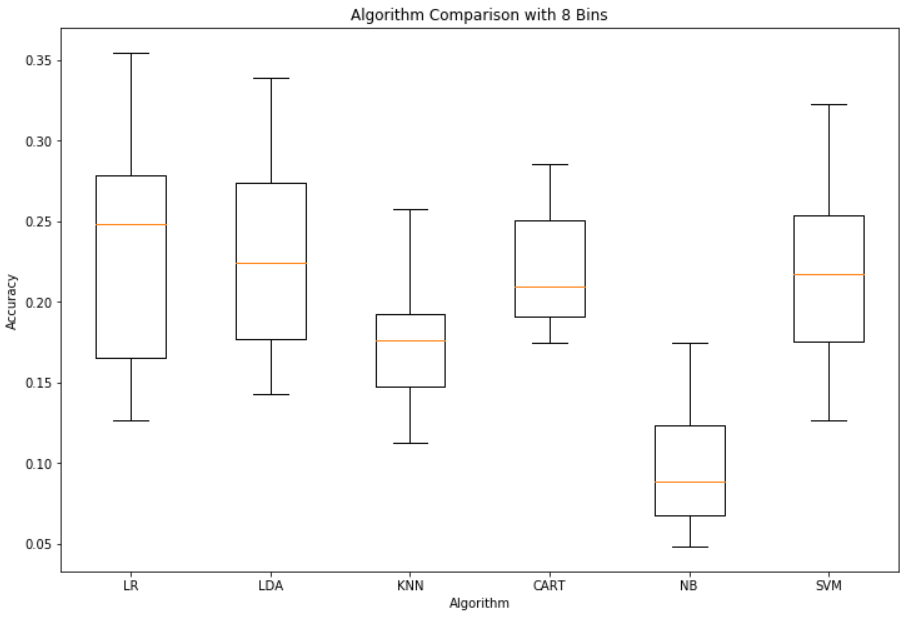 Algorithm Comparison with 8 Bins
0.35
0.30
0.25
0.20
0.15
0.10
0.05
Accuracy
LR LDA KNN CART NB SVM
Algorithm